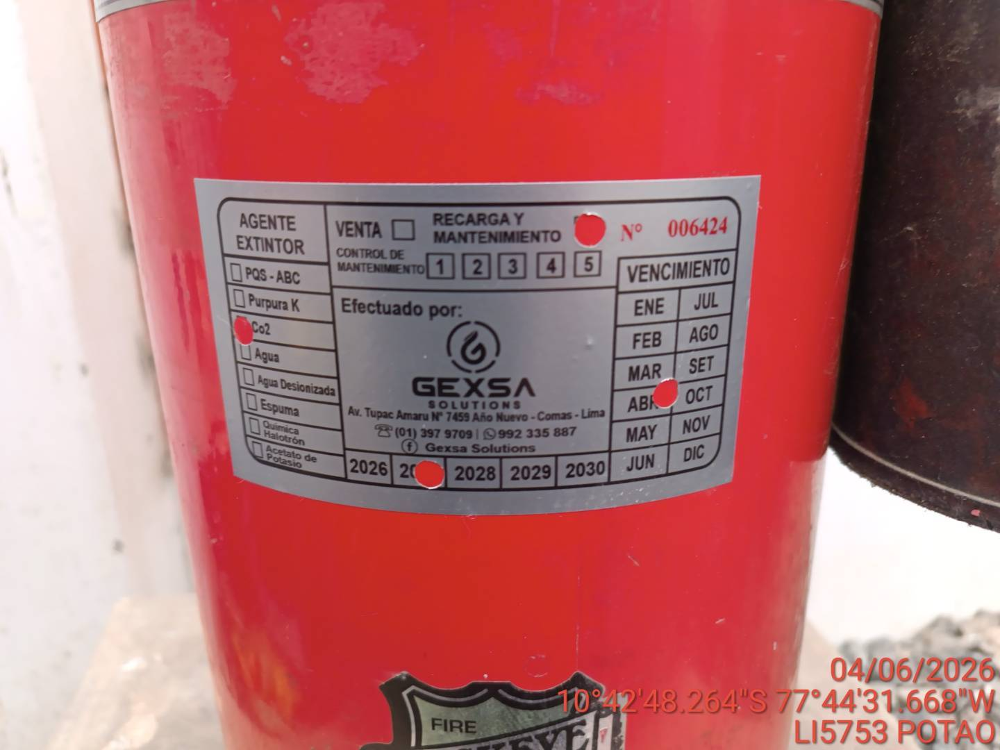 AGENTE
EXTINTOR
PQS - ABC
Purpura K
Co2
Agua
Agua Desionizada
Espuma
Química
Halotrón
Acetato de
Potasio
VENTA
RECARGA Y
MANTENIMIENTO
N° 006424
CONTROL DE
MANTENIMIENTO 1 2 3 4 5
Efectuado por:
GEXSA
SOLUTIONS
Av. Tupac Amaru N° 7459 Año Nuevo - Comas - Lima
(01) 397 9709 | 992 335 887
Gexsa Solutions
2026 2028 2029 2030
VENCIMIENTO
ENE JUL
FEB AGO
MAR SET
ABR OCT
MAY NOV
JUN DIC
FIRE
04/06/2026
10°42'48.264"S 77°44'31.668"W
LI5753 POTAO